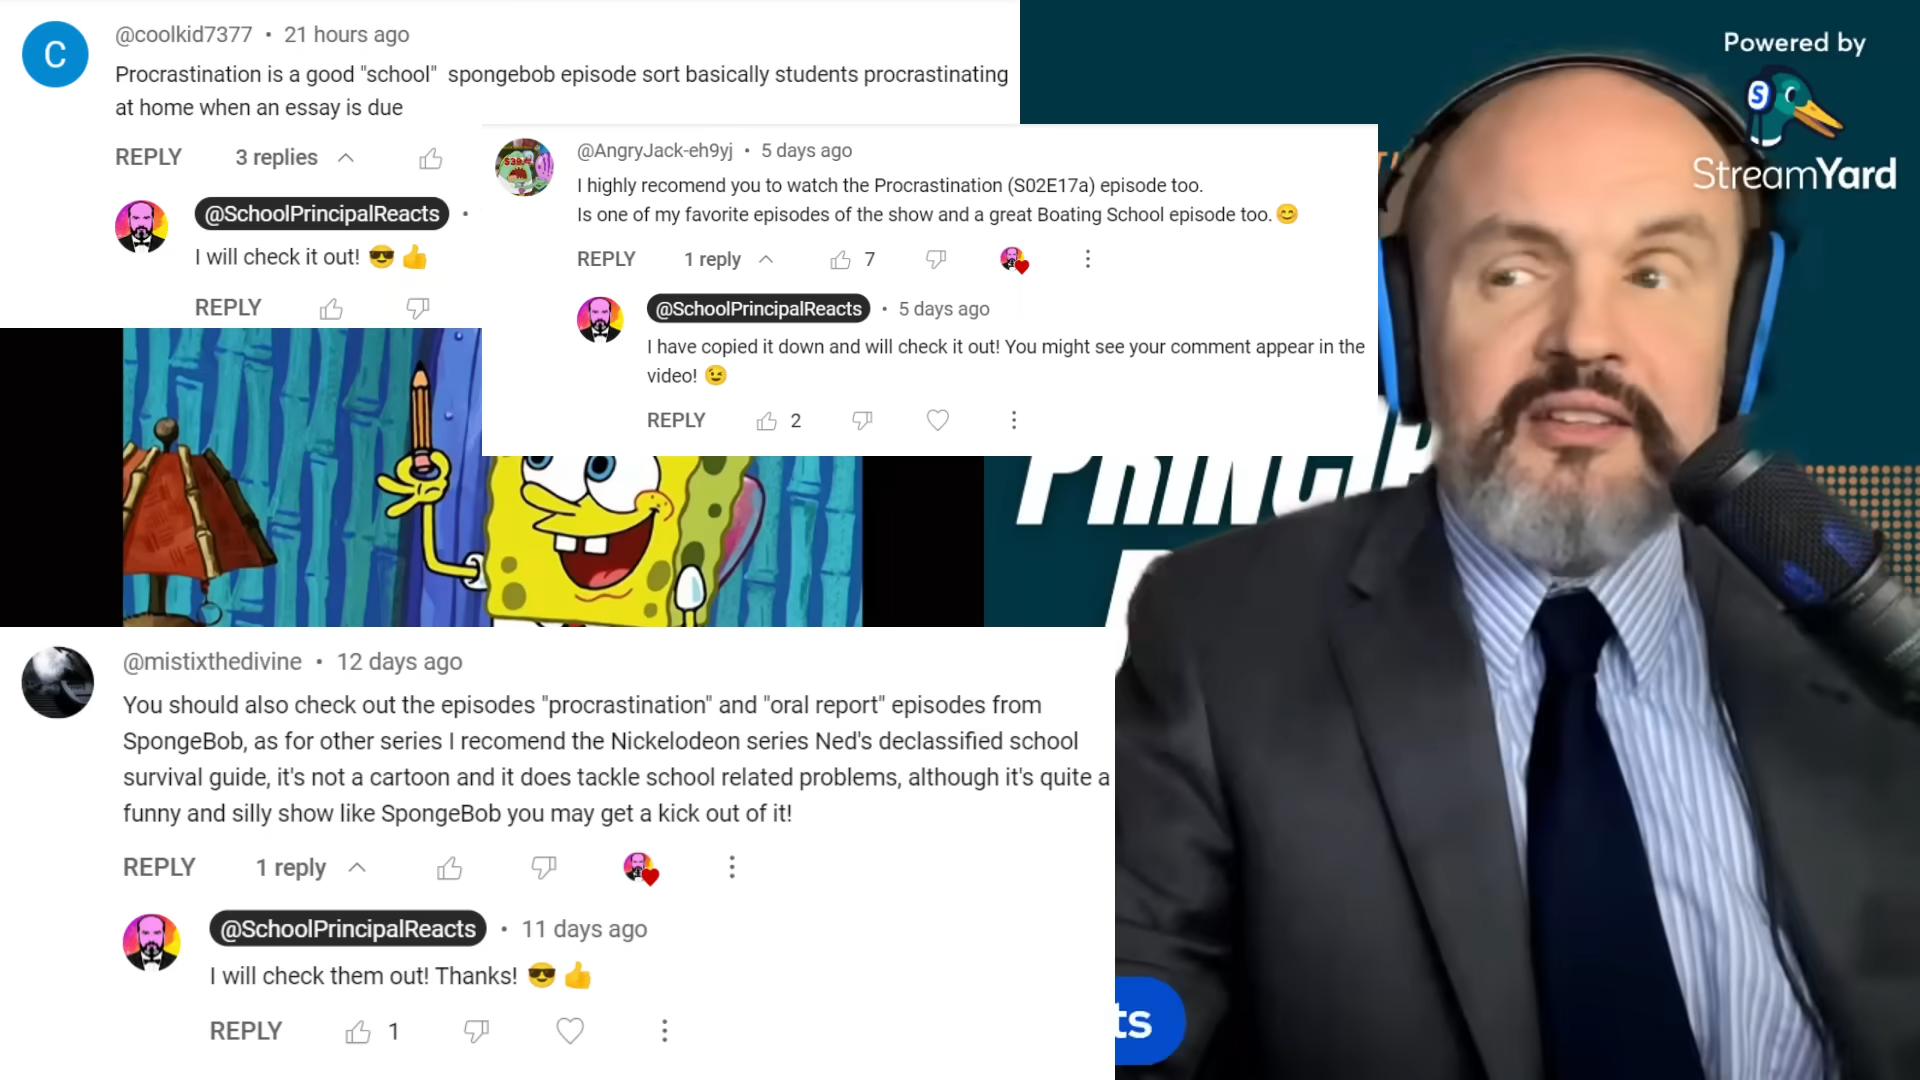 C
@coolkid7377 • 21 hours ago
Procrastination is a good "school"  spongebob episode sort basically students procrastinating
at home when an essay is due
REPLY 3 replies
@SchoolPrincipalReacts •
I will check it out! 😎 👍
REPLY
@AngryJack-eh9yj • 5 days ago
I highly recomend you to watch the Procrastination (S02E17a) episode too.
Is one of my favorite episodes of the show and a great Boating School episode too.😊
REPLY 1 reply 7
@SchoolPrincipalReacts • 5 days ago
I have copied it down and will check it out! You might see your comment appear in the
video! 😉
REPLY 2
Powered by
S
StreamYard
@mistixthedivine • 12 days ago
You should also check out the episodes "procrastination" and "oral report" episodes from
SpongeBob, as for other series I recomend the Nickelodeon series Ned's declassified school
survival guide, it's not a cartoon and it does tackle school related problems, although it's quite a
funny and silly show like SpongeBob you may get a kick out of it!
REPLY 1 reply
@SchoolPrincipalReacts • 11 days ago
I will check them out! Thanks! 😎 👍
REPLY 1
ts